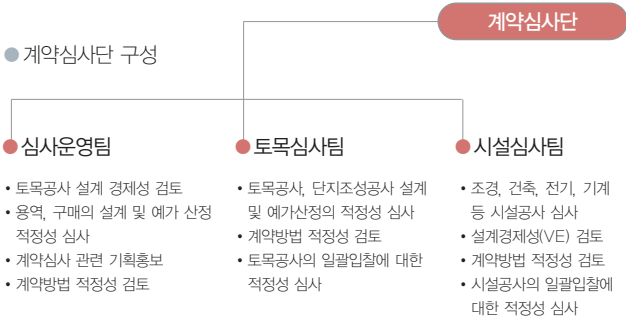 계약심사단
계약심사단 구성
심사운영팀
• 토목공사 설계 경제성 검토
• 용역, 구매의 설계 및 예가 산정
적정성 심사
• 계약심사 관련 기획홍보
• 계약방법 적정성 검토
토목심사팀
• 토목공사, 단지조성공사 설계
및 예가산정의 적정성 심사
• 계약방법 적정성 검토
• 토목공사의 일괄입찰에 대한
적정성 심사
시설심사팀
• 조경, 건축, 전기, 기계
등 시설공사 심사
• 설계경제성(VE) 검토
• 계약방법 적정성 검토
• 시설공사의 일괄입찰에
대한 적정성 심사